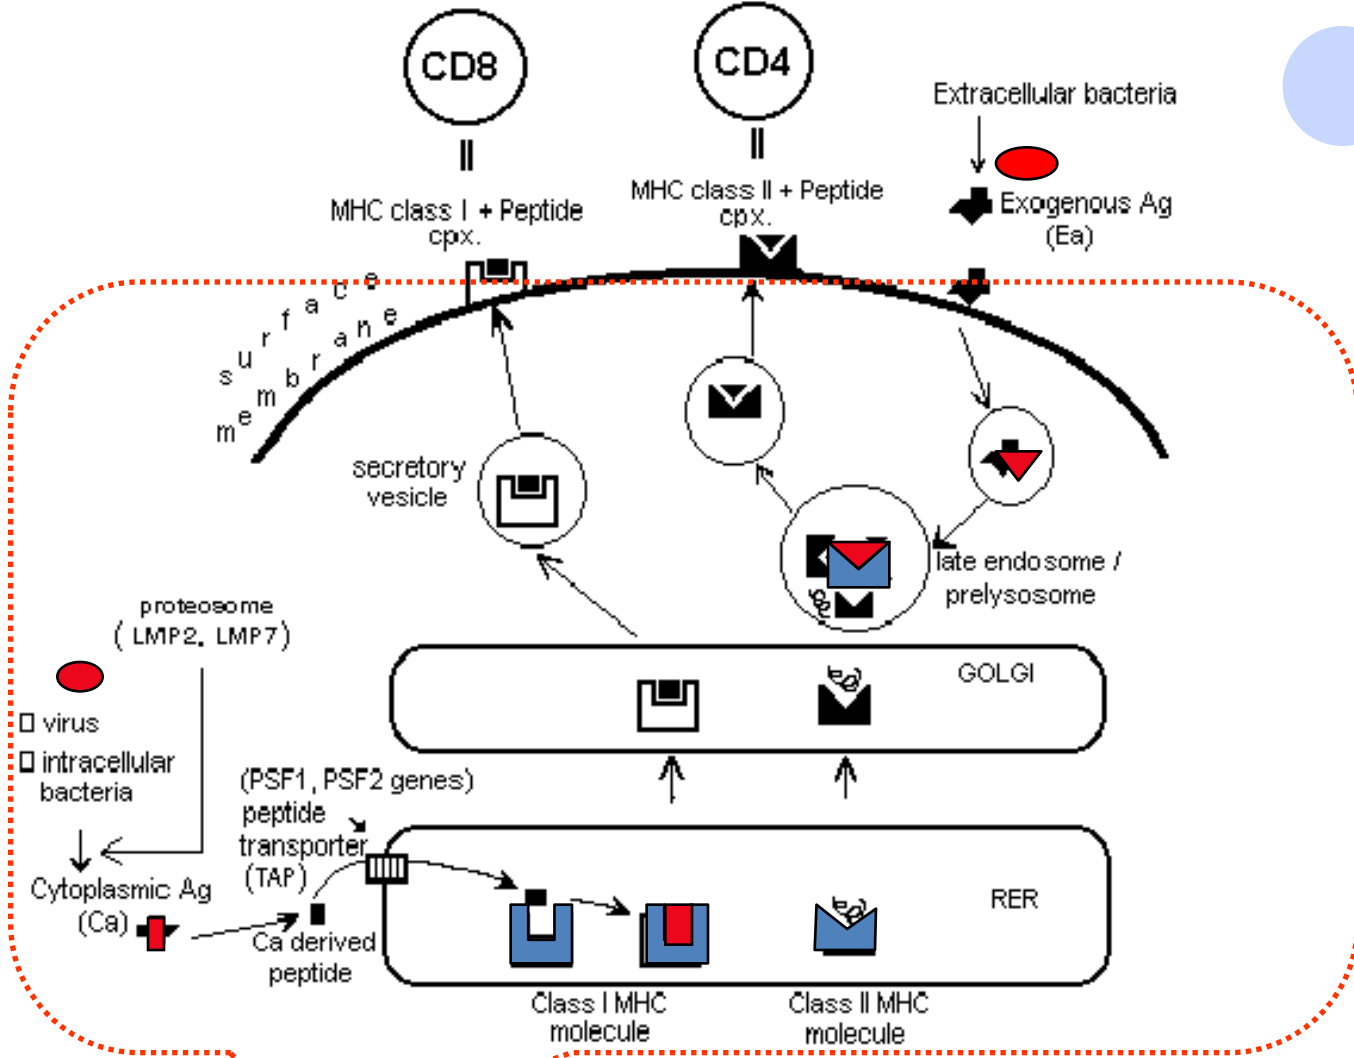 CD8
CD4
Extracellular bacteria
MHC class I + Peptide
cpx.
MHC class II + Peptide
cpx.
Exogenous Ag
(Ea)
surface
membrane
secretory
vesicle
late endosome /
prelysosome
proteosome
( LMP2, LMP7)
GOLGI
virus
intracellular
bacteria
(PSF1, PSF2 genes)
peptide
transporter
(TAP)
Cytoplasmic Ag
(Ca)
Ca derived
peptide
RER
Class I MHC
molecule
Class II MHC
molecule